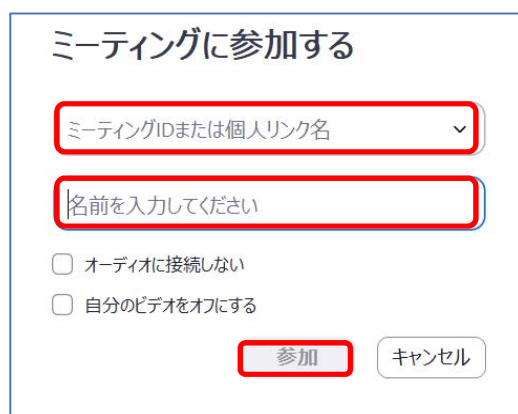 ミーティングに参加する
ミーティングIDまたは個人リンク名
名前を入力してください
オーディオに接続しない
自分のビデオをオフにする
参加 キャンセル